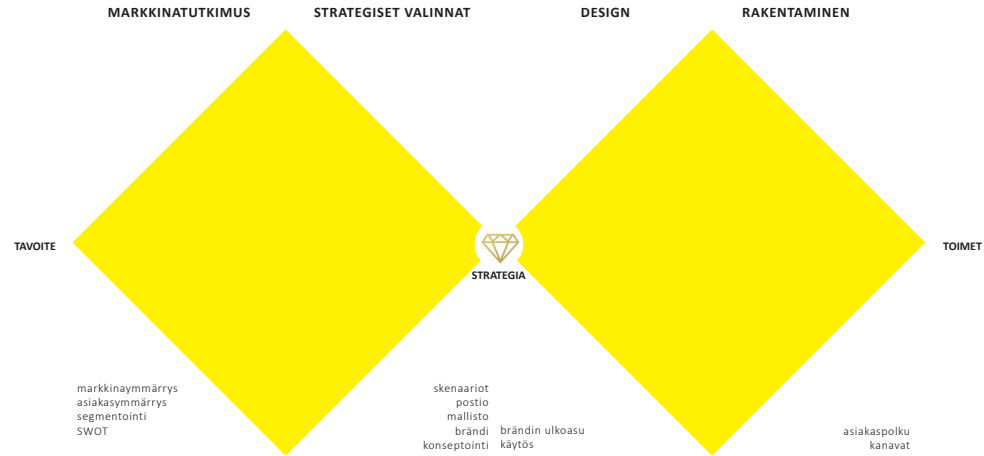 MARKKINATUTKIMUS
STRATEGISET VALINNAT
DESIGN
RAKENTAMINEN
TAVOITE
STRATEGIA
TOIMET
markkinaymmärrys
asiakasymmärrys
segmentointi
SWOT
skenaariot
postio
mallisto
brändi
konseptointi
brändin ulkoasu
käytös
asiakaspolku
kanavat